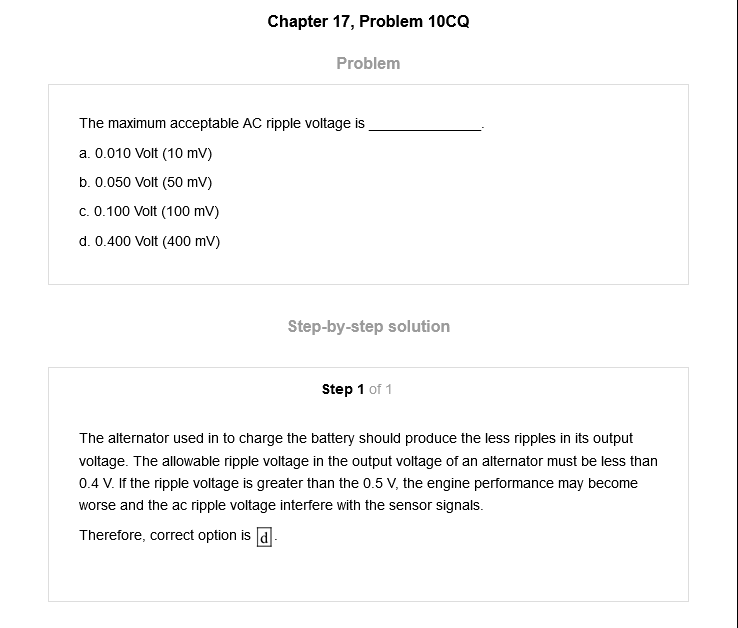 Chapter 17, Problem 10CQ
Problem
The maximum acceptable AC ripple voltage is _______________.
a. 0.010 Volt (10 mV)
b. 0.050 Volt (50 mV)
c. 0.100 Volt (100 mV)
d. 0.400 Volt (400 mV)
Step-by-step solution
Step 1 of 1
The alternator used in to charge the battery should produce the less ripples in its output
voltage. The allowable ripple voltage in the output voltage of an alternator must be less than
0.4 V. If the ripple voltage is greater than the 0.5 V, the engine performance may become
worse and the ac ripple voltage interfere with the sensor signals.
Therefore, correct option is d.